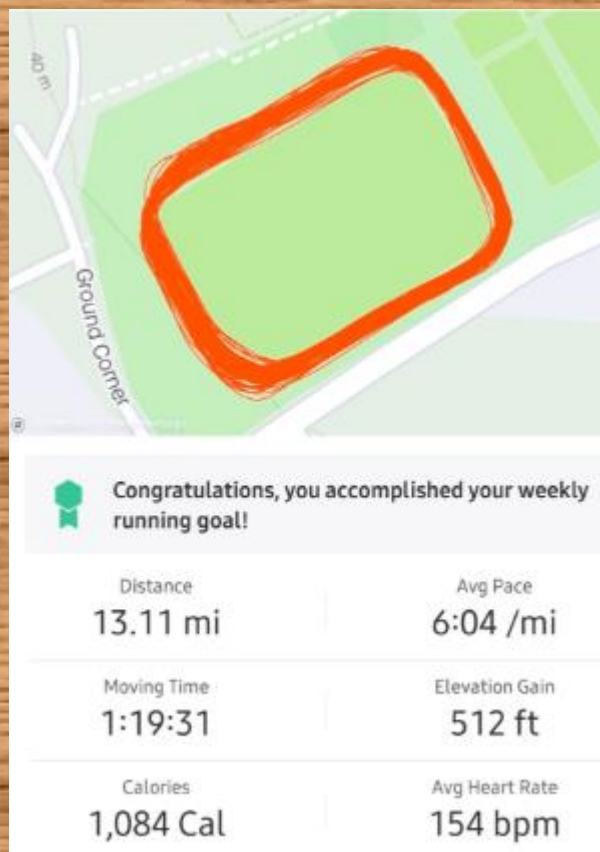 40 m
Ground Corner
Congratulations, you accomplished your weekly
running goal!
Distance
Avg Pace
13.11 mi
6:04 /mi
Moving Time
Elevation Gain
1:19:31
512 ft
Calories
Avg Heart Rate
1,084 Cal
154 bpm